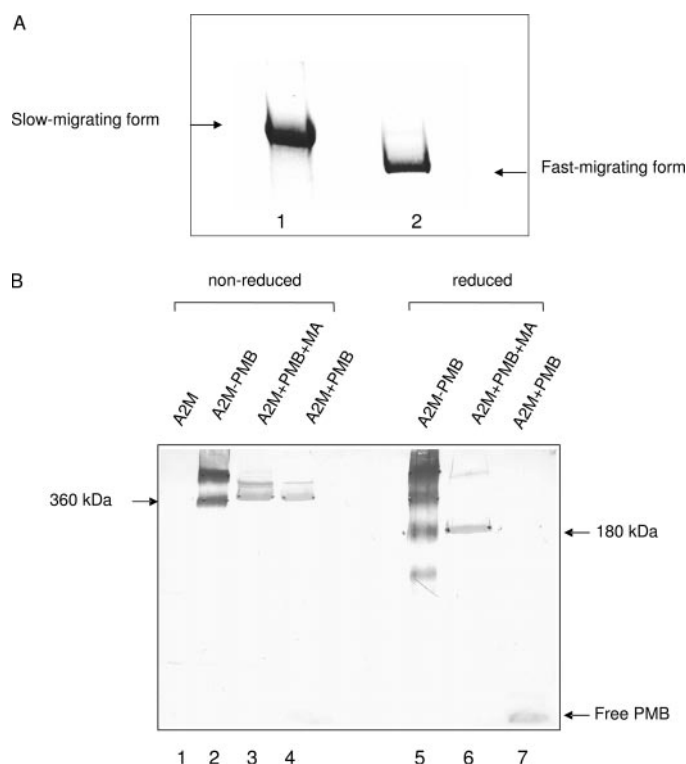 A
Slow-migrating form
Fast-migrating form
1 2
B
non-reduced reduced
A2M A2M-PMB A2M+PMB+MA A2M+PMB A2M-PMB A2M+PMB+MA A2M+PMB
360 kDa
180 kDa
Free PMB
1 2 3 4 5 6 7